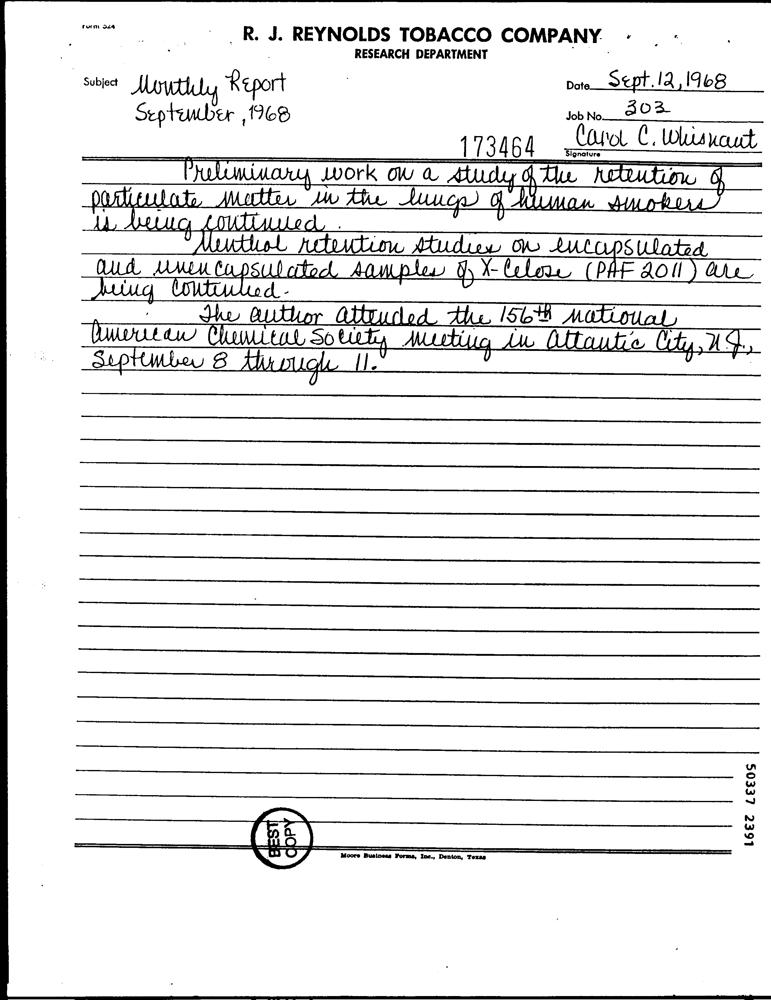 Form 524
R. J. REYNOLDS TOBACCO COMPANY
RESEARCH DEPARTMENT
Subject Monthly Report
September, 1968
Date Sept. 12, 1968
Job No. 303
173464
Carol C. Whisnant
Signature
Preliminary work on a study of the retention of
particulate matter in the lungs of human smokers
is being continued.
Menthol retention studies on encapsulated
and unencapsulated samples of X-Celose (PAF 2011) are
being continued.
The author attended the 156th national
American Chemical Society meeting in Atlantic City, N.J.,
September 8 through 11.
50337 2391
BEST
COPY
Moore Business Forms, Inc., Denton, Texas